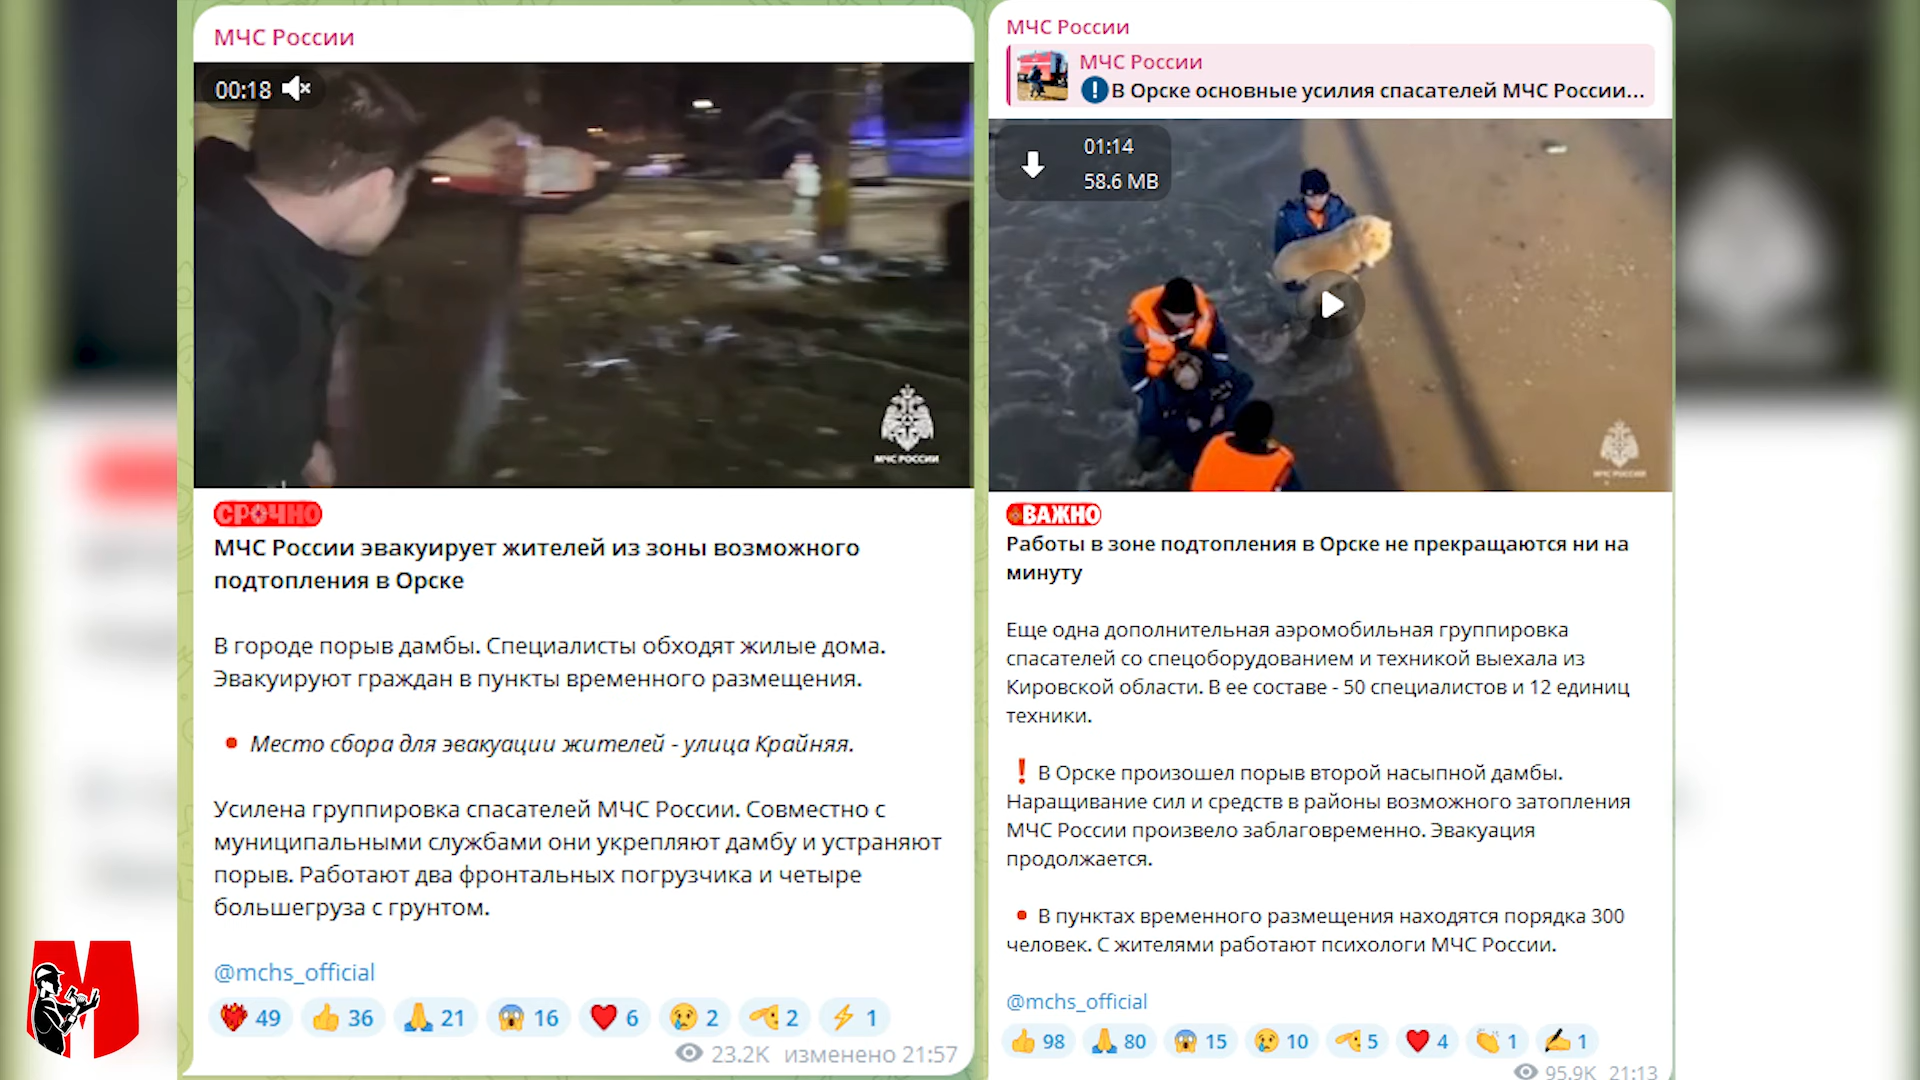 МЧС России
00:18
МЧС РОССИИ
СРОЧНО
МЧС России эвакуирует жителей из зоны возможного
подтопления в Орске
В городе порыв дамбы. Специалисты обходят жилые дома.
Эвакуируют граждан в пункты временного размещения.
Место сбора для эвакуации жителей - улица Крайняя.
Усилена группировка спасателей МЧС России. Совместно с
муниципальными службами они укрепляют дамбу и устраняют
порыв. Работают два фронтальных погрузчика и четыре
большегруза с грунтом.
@mchs_official
49 36 21 16 6 2 2 1
23.2K изменено 21:57
МЧС России
МЧС России
В Орске основные усилия спасателей МЧС России...
01:14
58.6 MB
МЧС РОССИИ
ВАЖНО
Работы в зоне подтопления в Орске не прекращаются ни на
минуту
Еще одна дополнительная аэромобильная группировка
спасателей со спецоборудованием и техникой выехала из
Кировской области. В ее составе - 50 специалистов и 12 единиц
техники.
В Орске произошел порыв второй насыпной дамбы.
Наращивание сил и средств в районы возможного затопления
МЧС России произвело заблаговременно. Эвакуация
продолжается.
В пунктах временного размещения находятся порядка 300
человек. С жителями работают психологи МЧС России.
@mchs_official
98 80 15 10 5 4 1 1
95.9K 21:13